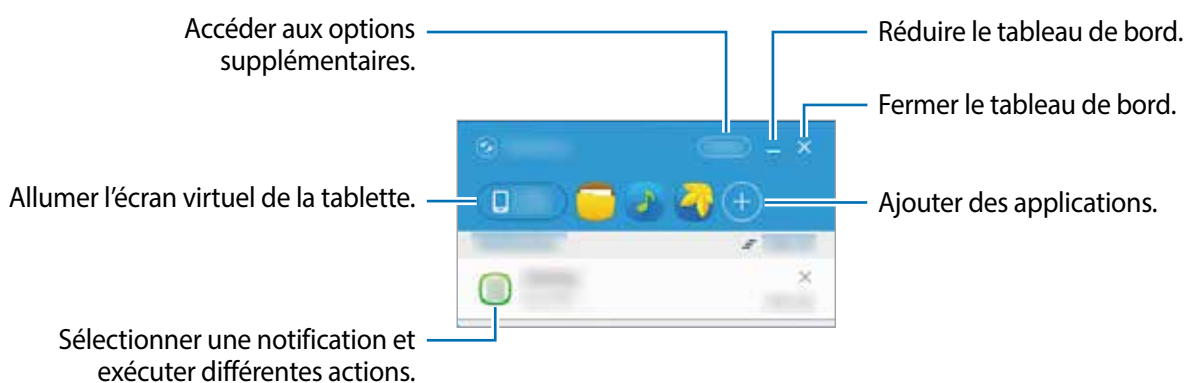 Accéder aux options
supplémentaires.
Réduire le tableau de bord.
Fermer le tableau de bord.
Allumer l’écran virtuel de la tablette.
Ajouter des applications.
Sélectionner une notification et
exécuter différentes actions.